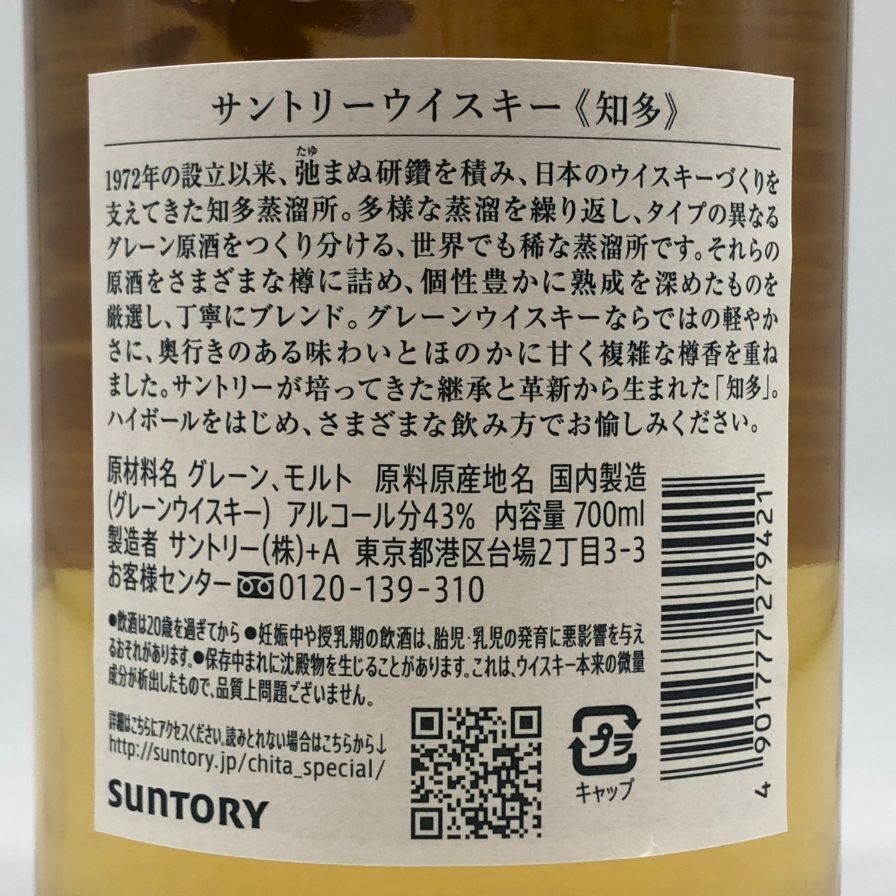 サントリーウイスキー《知多》
たゆ
1972年の設立以来、弛まぬ研鑽を積み、日本のウイスキーづくりを
支えてきた知多蒸溜所。多様な蒸溜を繰り返し、タイプの異なる
グレーン原酒をつくり分ける、世界でも稀な蒸溜所です。それらの
原酒をさまざまな樽に詰め、個性豊かに熟成を深めたものを
厳選し、丁寧にブレンド。グレーンウイスキーならではの軽やか
さに、奥行きのある味わいとほのかに甘く複雑な樽香を重ね
ました。サントリーが培ってきた継承と革新から生まれた「知多」。
ハイボールをはじめ、さまざまな飲み方でお愉しみください。
原材料名 グレーン、モルト 原料原産地名 国内製造
(グレーンウイスキー) アルコール分43% 内容量 700ml
製造者 サントリー(株)+A 東京都港区台場2丁目3-3
お客様センター 0120-139-310
●飲酒は20歳を過ぎてから ●妊娠中や授乳期の飲酒は、胎児・乳児の発育に悪影響を与え
るおそれがあります。●保存中まれに沈殿物を生じることがあります。これは、ウイスキー本来の微量
成分が析出したもので、品質上問題ございません。
詳細はこちらにアクセスください。読みとれない場合はこちらから↓
http://suntory.jp/chita_special/
SUNTORY
プラ
キャップ
4 901777 279421